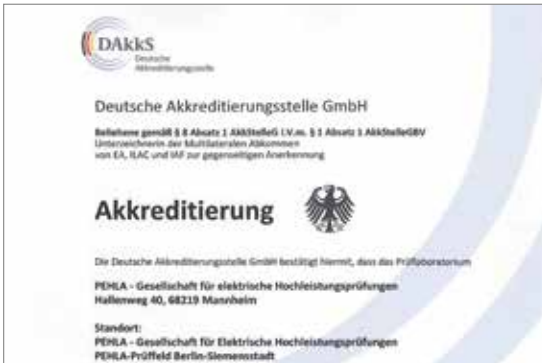 DAkkS
Deutsche
Akkreditierungsstelle
Deutsche Akkreditierungsstelle GmbH
Beliehene gemäß § 8 Absatz 1 AkkStelleG i.V.m. § 1 Absatz 1 AkkStelleGBV
Unterzeichnerin der Multilateralen Abkommen
von EA, ILAC und IAF zur gegenseitigen Anerkennung
Akkreditierung
Die Deutsche Akkreditierungsstelle GmbH bestätigt hiermit, dass das Prüflaboratorium
PEHLA - Gesellschaft für elektrische Hochleistungsprüfungen
Hallenweg 40, 68219 Mannheim
Standort:
PEHLA - Gesellschaft für Elektrische Hochleistungsprüfungen
PEHLA-Prüffeld Berlin-Siemensstadt